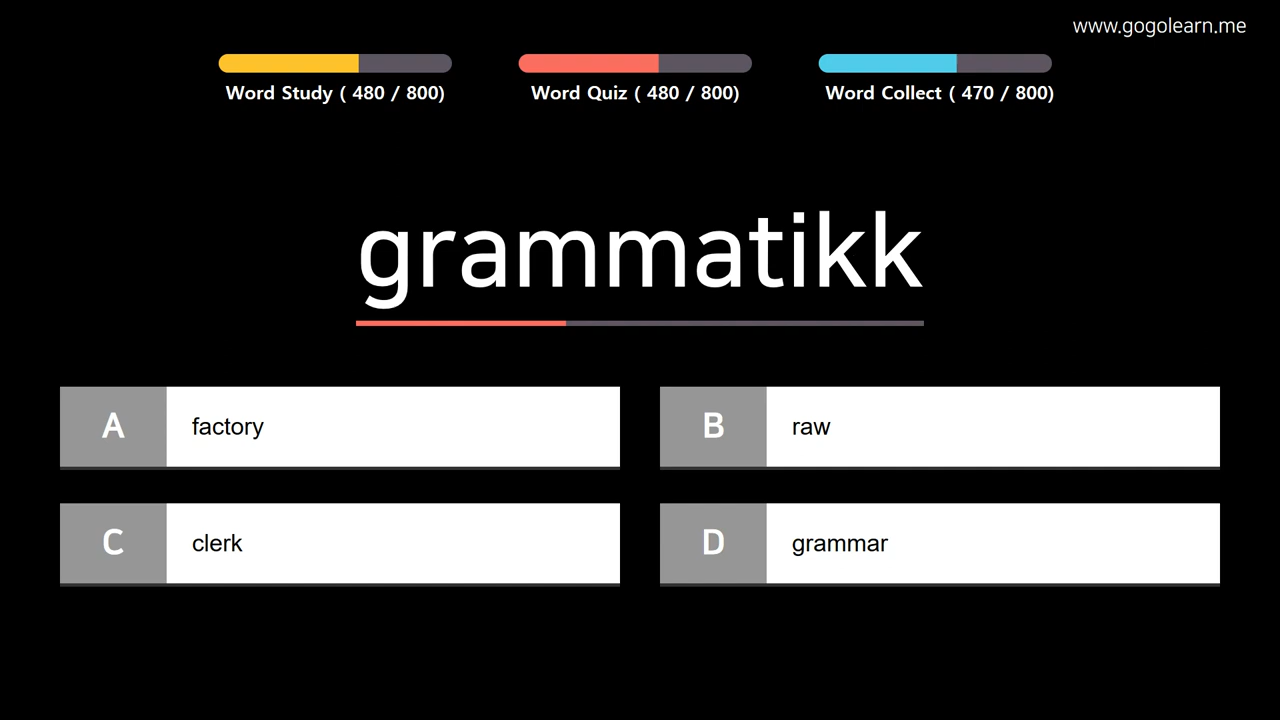 www.gogolearn.me
Word Study ( 480 / 800)
Word Quiz ( 480 / 800)
Word Collect ( 470 / 800)
grammatikk
A factory
B raw
C clerk
D grammar